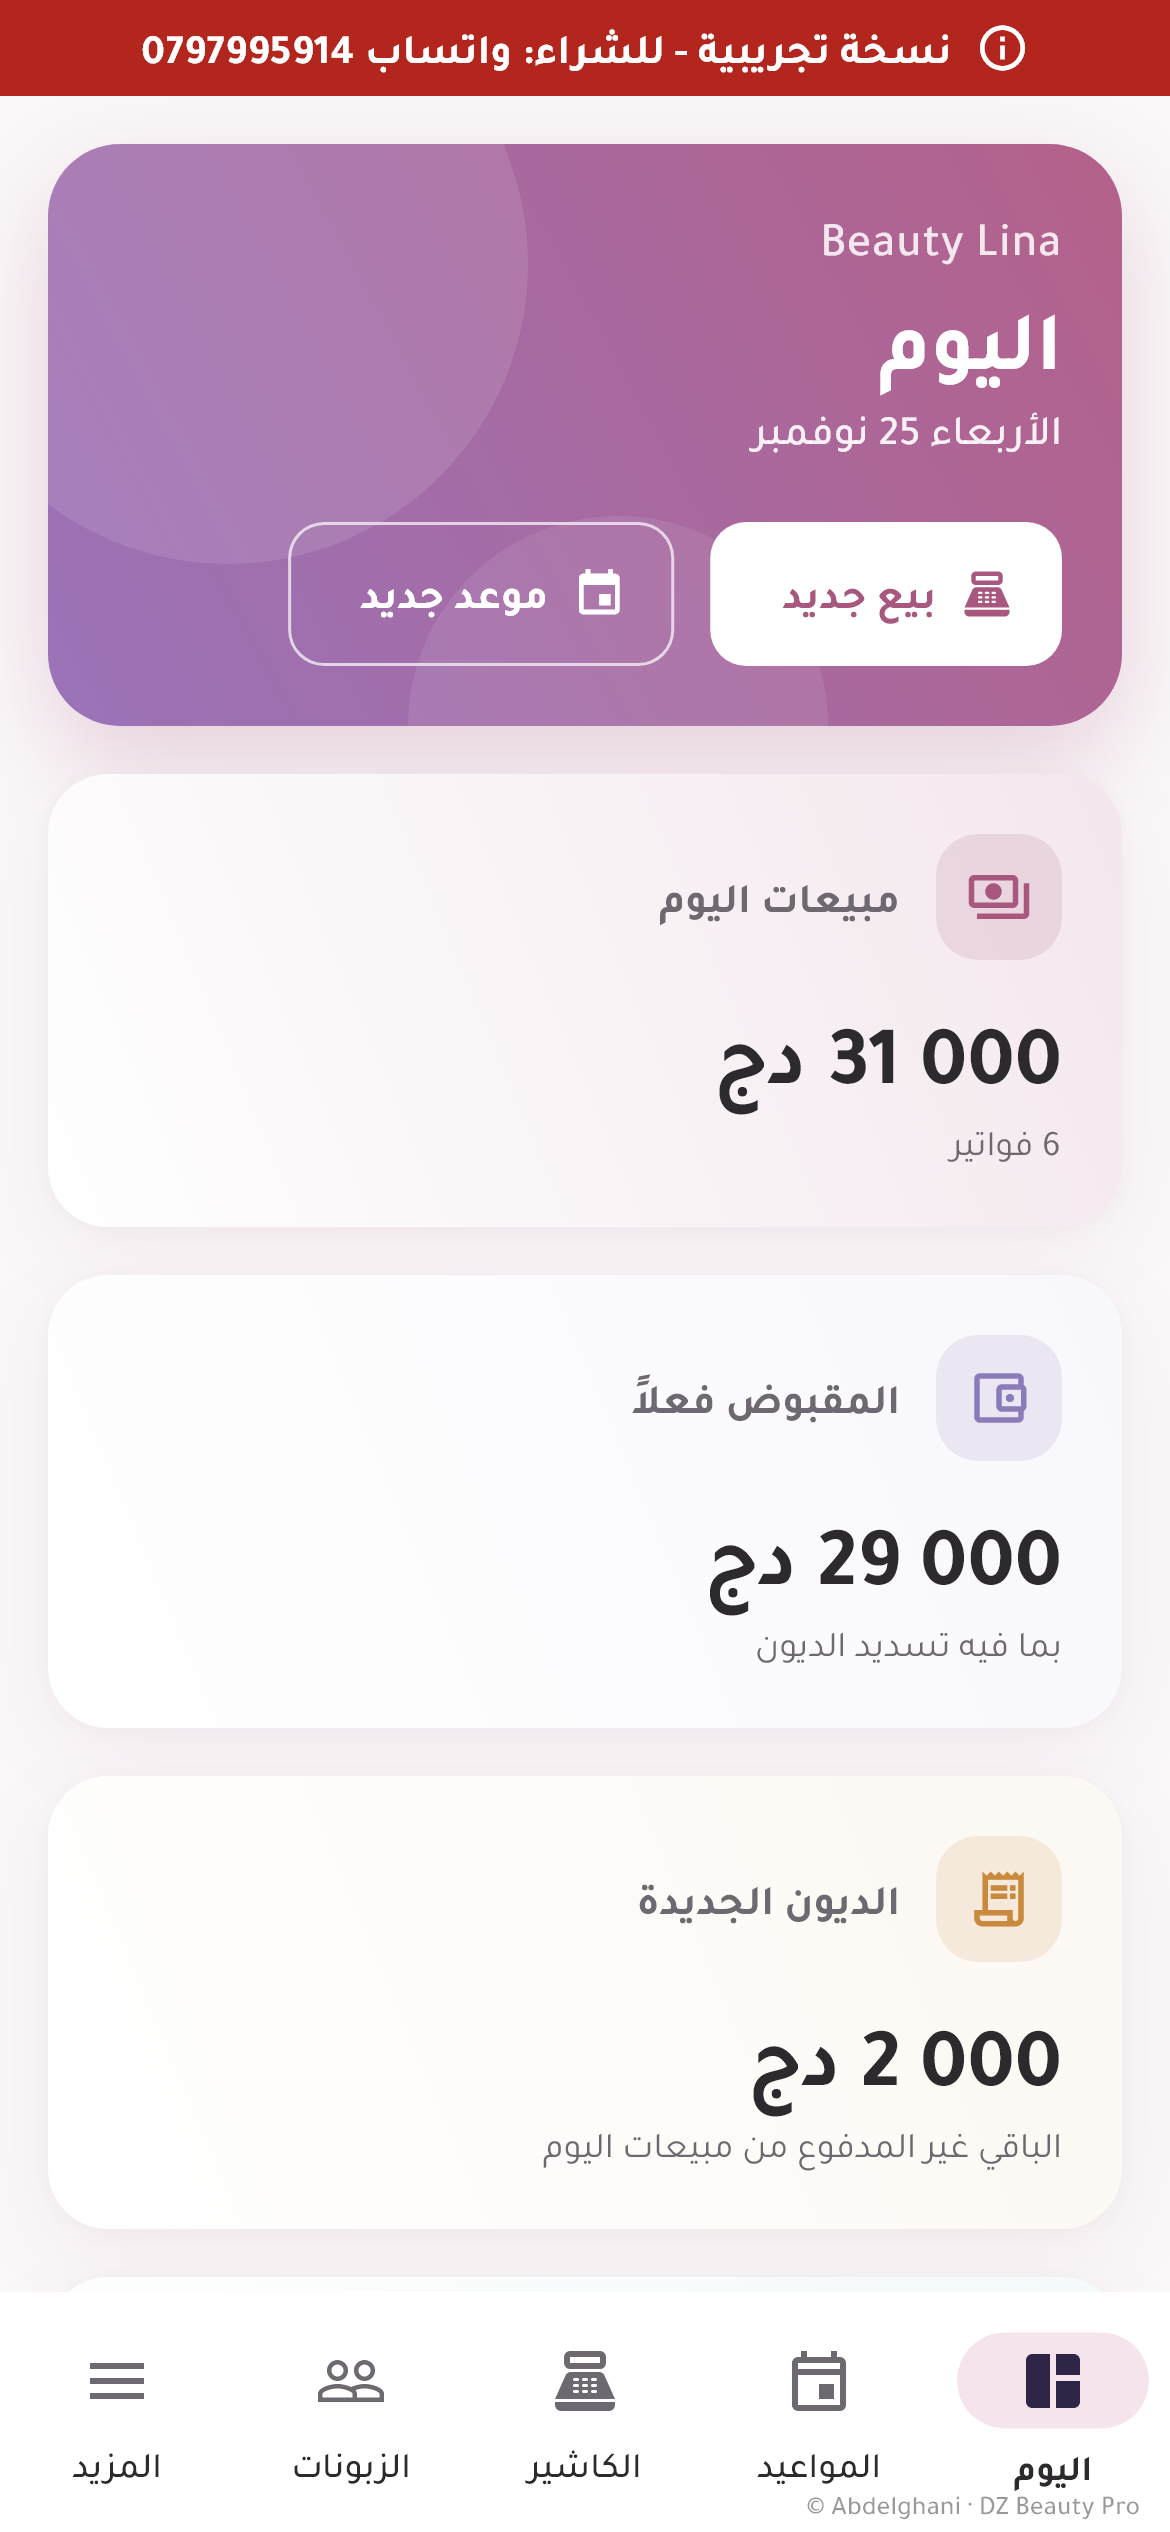 نسخة تجريبية - للشراء: واتساب 0797995914
Beauty Lina
اليوم
الأربعاء 25 نوفمبر
بيع جديد
موعد جديد
مبيعات اليوم
31 000 دج
6 فواتير
المقبوض فعلاً
29 000 دج
بما فيه تسديد الديون
الديون الجديدة
2 000 دج
الباقي غير المدفوع من مبيعات اليوم
اليوم
المواعيد
الكاشير
الزبونات
المزيد
© Abdelghani · DZ Beauty Pro